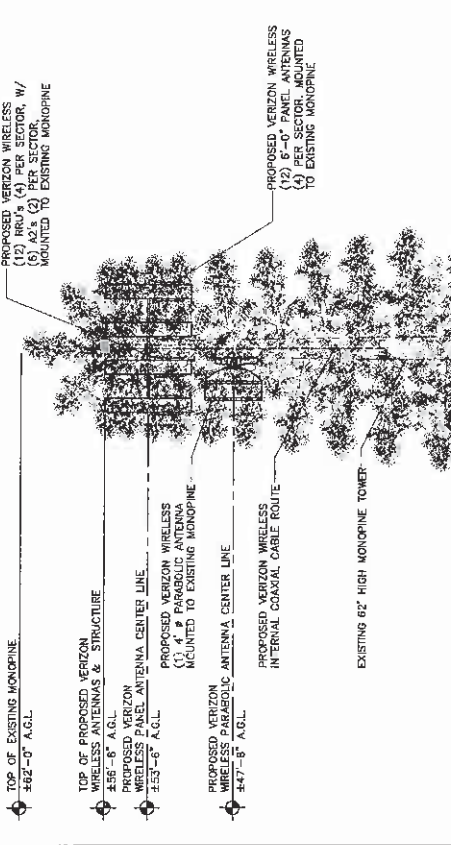 PROPOSED VERIZON WIRELESS
(12) RRU's (4) PER SECTOR, W/
(6) A2's (2) PER SECTOR,
MOUNTED TO EXISTING MONOPINE
TOP OF EXISTING MONOPINE
±62'-0" A.G.L.
TOP OF PROPOSED VERIZON
WIRELESS ANTENNAS & STRUCTURE
±56'-6" A.G.L.
PROPOSED VERIZON
WIRELESS PANEL ANTENNA CENTER LINE
±53'-6" A.G.L.
PROPOSED VERIZON WIRELESS
(1) 4' ø PARABOLIC ANTENNA
MOUNTED TO EXISTING MONOPINE
PROPOSED VERIZON
WIRELESS PARABOLIC ANTENNA CENTER LINE
±47'-8" A.G.L.
PROPOSED VERIZON WIRELESS
INTERNAL COAXIAL CABLE ROUTE
EXISTING 62' HIGH MONOPINE TOWER
PROPOSED VERIZON WIRELESS
(12) 6'-0" PANEL ANTENNAS
(4) PER SECTOR, MOUNTED
TO EXISTING MONOPINE